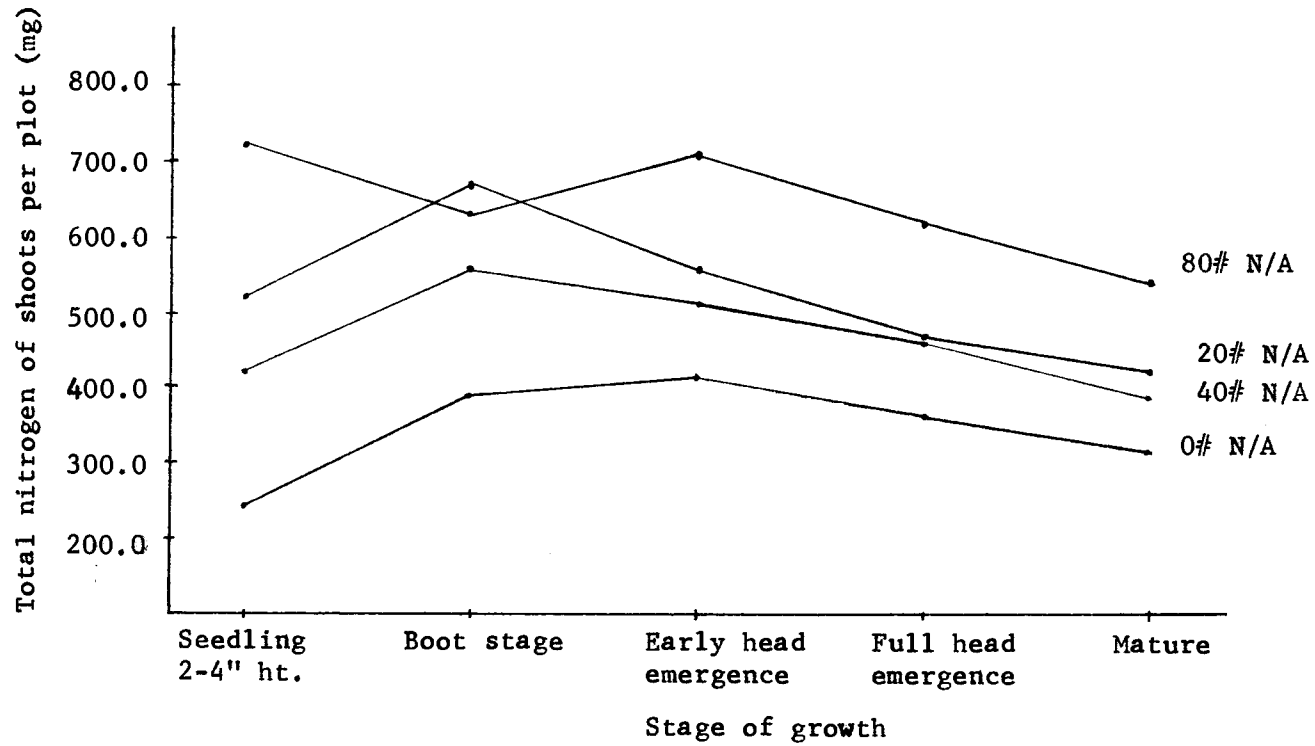 Total nitrogen of shoots per plot (mg)
800.0
700.0
600.0
500.0
400.0
300.0
200.0
80# N/A
20# N/A
40# N/A
0# N/A
Seedling
2-4" ht.
Boot stage
Early head
emergence
Full head
emergence
Mature
Stage of growth